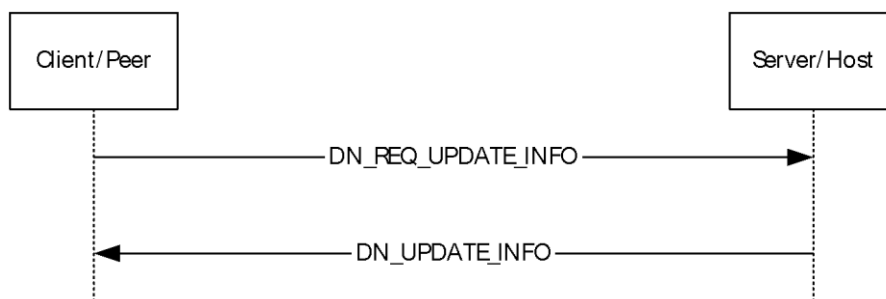 Client/Peer
Server/Host
DN_REQ_UPDATE_INFO
DN_UPDATE_INFO